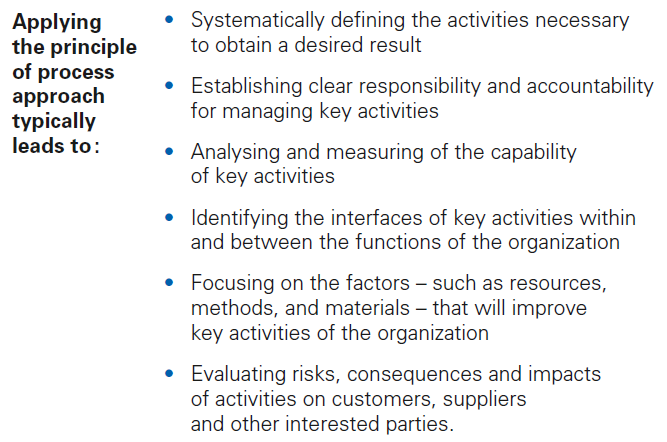 Applying
the principle
of process
approach
typically
leads to:
• Systematically defining the activities necessary
to obtain a desired result
• Establishing clear responsibility and accountability
for managing key activities
• Analysing and measuring of the capability
of key activities
• Identifying the interfaces of key activities within
and between the functions of the organization
• Focusing on the factors – such as resources,
methods, and materials – that will improve
key activities of the organization
• Evaluating risks, consequences and impacts
of activities on customers, suppliers
and other interested parties.